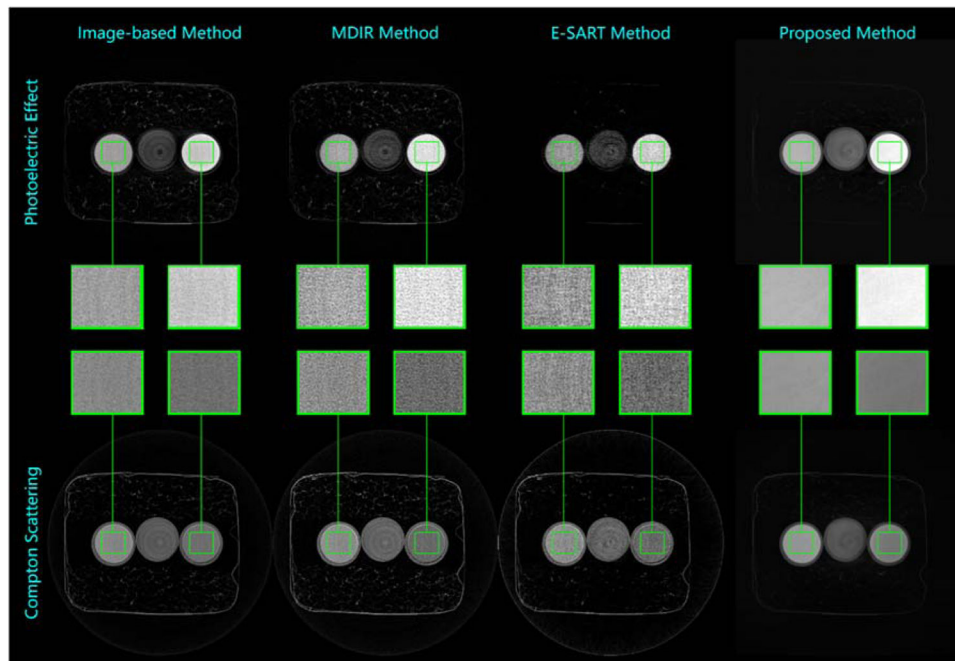 Image-based Method
MDIR Method
E-SART Method
Proposed Method
Photoelectric Effect
Compton Scattering